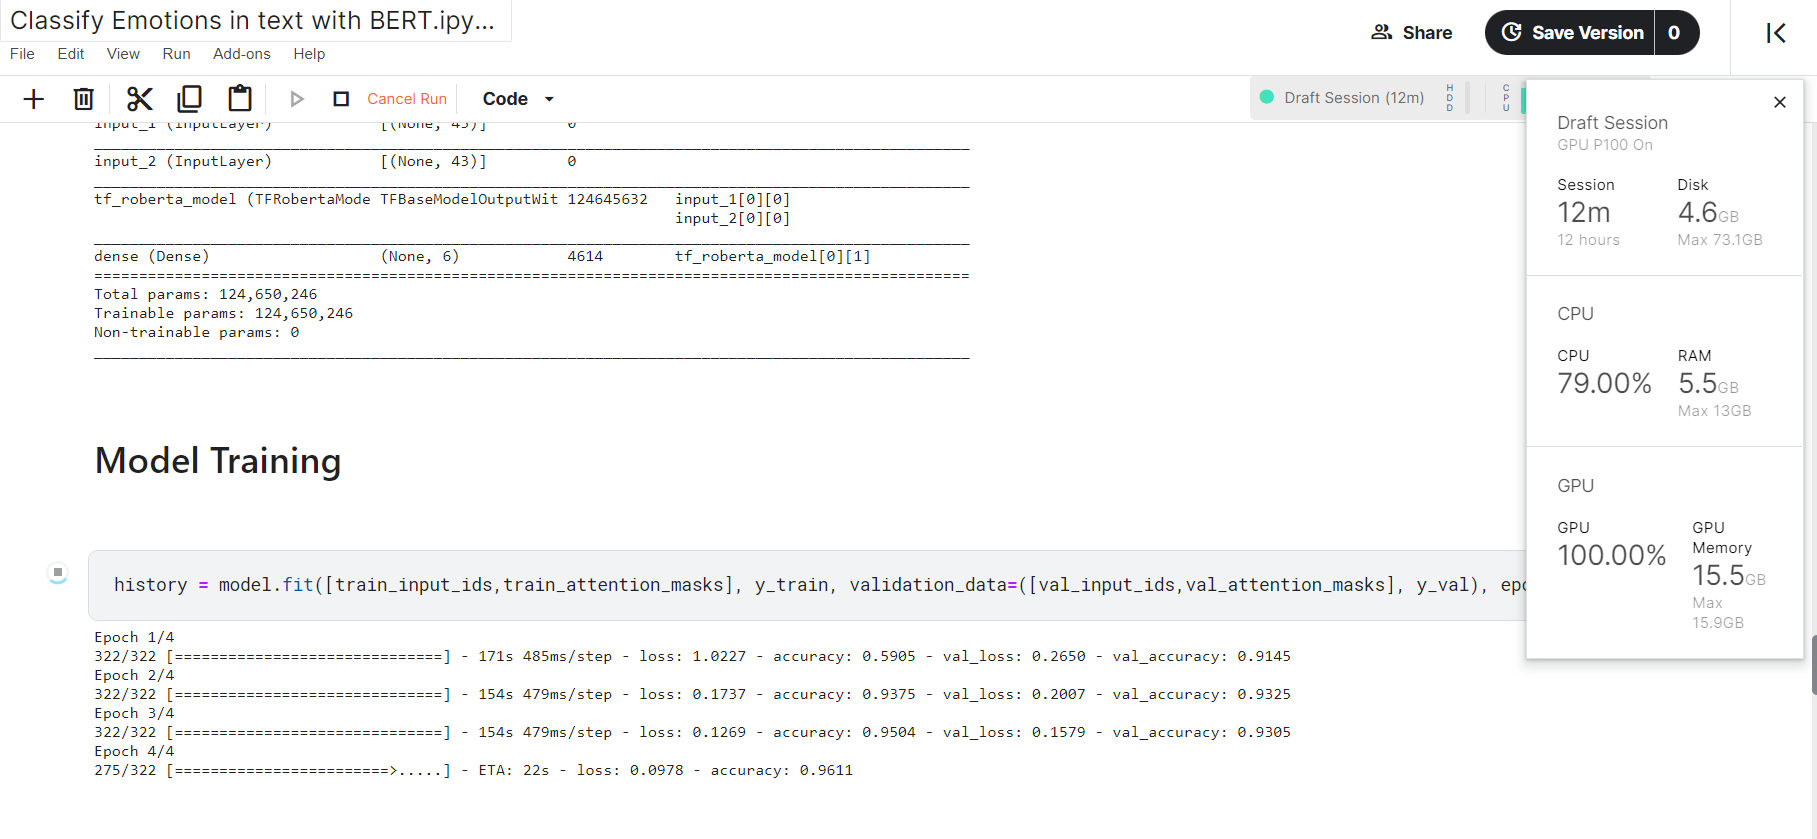 Classify Emotions in text with BERT.ipy...
File Edit View Run Add-ons Help
Share
Save Version 0
Cancel Run
Code
Draft Session (12m)
HDD
CPU
input_1 (InputLayer) [(None, 43)] 0
__________________________________________________________________________________________________
input_2 (InputLayer) [(None, 43)] 0
__________________________________________________________________________________________________
tf_roberta_model (TFRobertaMode TFBaseModelOutputWit 124645632 input_1[0][0]
input_2[0][0]
__________________________________________________________________________________________________
dense (Dense) (None, 6) 4614 tf_roberta_model[0][1]
==================================================================================================
Total params: 124,650,246
Trainable params: 124,650,246
Non-trainable params: 0
__________________________________________________________________________________________________
Model Training
history = model.fit([train_input_ids,train_attention_masks], y_train, validation_data=([val_input_ids,val_attention_masks], y_val), epo
Epoch 1/4
322/322 [==============================] - 171s 485ms/step - loss: 1.0227 - accuracy: 0.5905 - val_loss: 0.2650 - val_accuracy: 0.9145
Epoch 2/4
322/322 [==============================] - 154s 479ms/step - loss: 0.1737 - accuracy: 0.9375 - val_loss: 0.2007 - val_accuracy: 0.9325
Epoch 3/4
322/322 [==============================] - 154s 479ms/step - loss: 0.1269 - accuracy: 0.9504 - val_loss: 0.1579 - val_accuracy: 0.9305
Epoch 4/4
275/322 [========================>.....] - ETA: 22s - loss: 0.0978 - accuracy: 0.9611
Draft Session
GPU P100 On
Session Disk
12m 4.6GB
12 hours Max 73.1GB
CPU
CPU RAM
79.00% 5.5GB
Max 13GB
GPU
GPU GPU
Memory
100.00% 15.5GB
Max
15.9GB